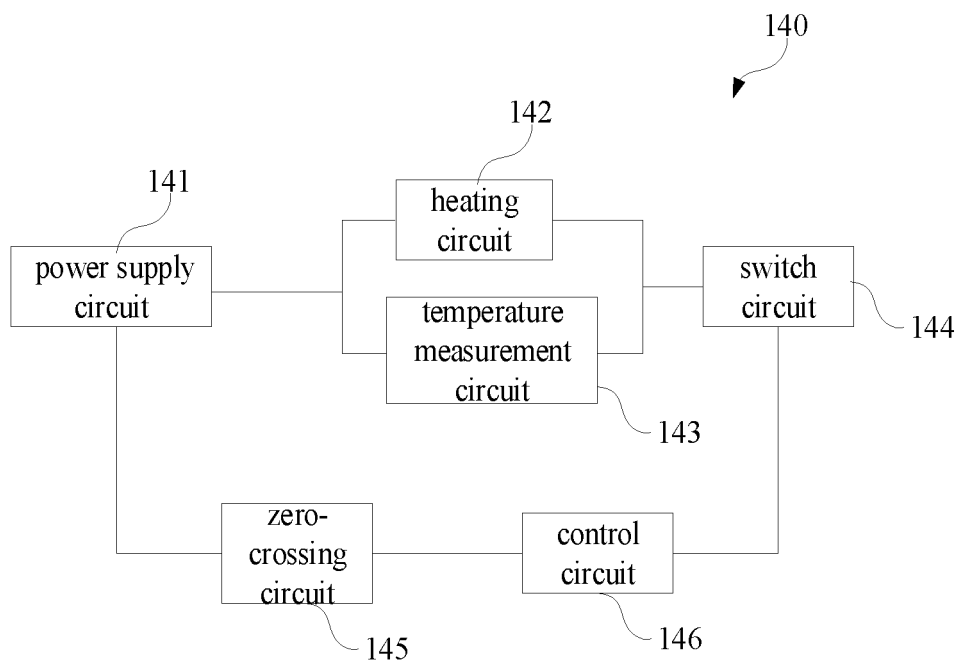 140
142
141
heating
circuit
power supply
circuit
switch
circuit
temperature
measurement
circuit
144
143
zero-
crossing
circuit
control
circuit
145
146